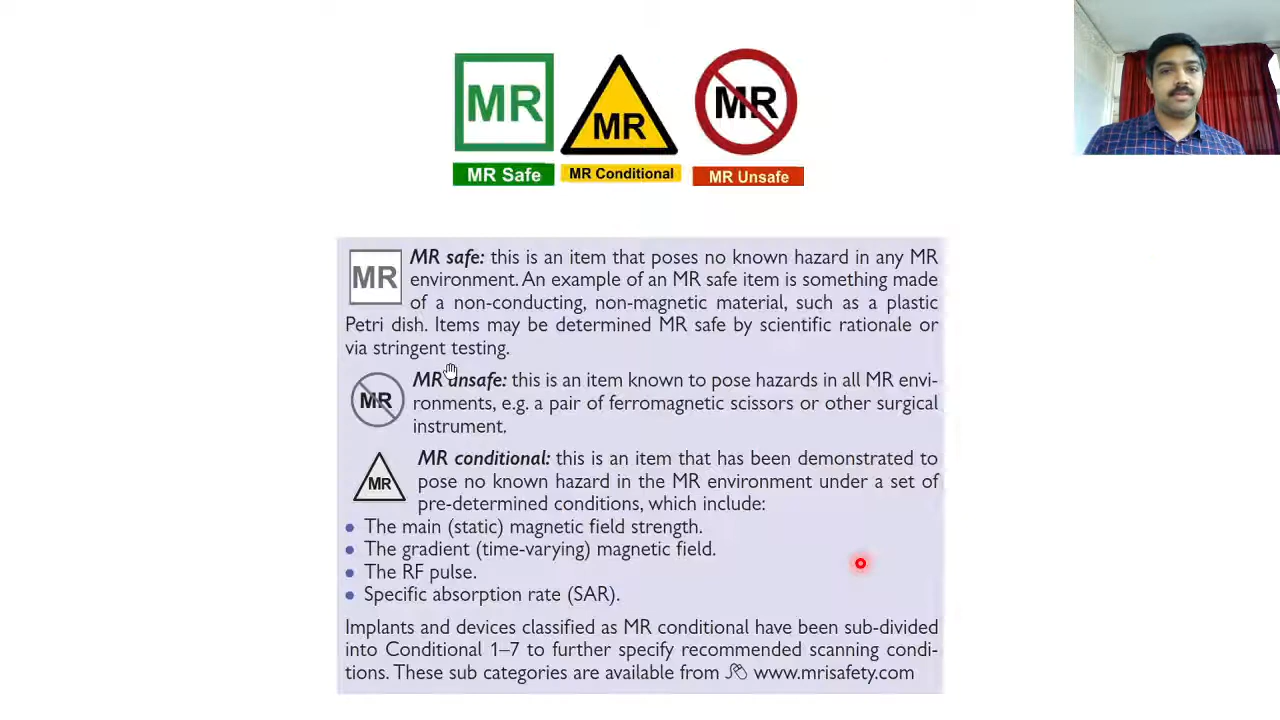 MR
MR
MR
MR Safe
MR Conditional
MR Unsafe
MR
MR safe: this is an item that poses no known hazard in any MR
environment. An example of an MR safe item is something made
of a non-conducting, non-magnetic material, such as a plastic
Petri dish. Items may be determined MR safe by scientific rationale or
via stringent testing.
MR
MR unsafe: this is an item known to pose hazards in all MR envi-
ronments, e.g. a pair of ferromagnetic scissors or other surgical
instrument.
MR
MR conditional: this is an item that has been demonstrated to
pose no known hazard in the MR environment under a set of
pre-determined conditions, which include:
• The main (static) magnetic field strength.
• The gradient (time-varying) magnetic field.
• The RF pulse.
• Specific absorption rate (SAR).
Implants and devices classified as MR conditional have been sub-divided
into Conditional 1–7 to further specify recommended scanning condi-
tions. These sub categories are available from www.mrisafety.com